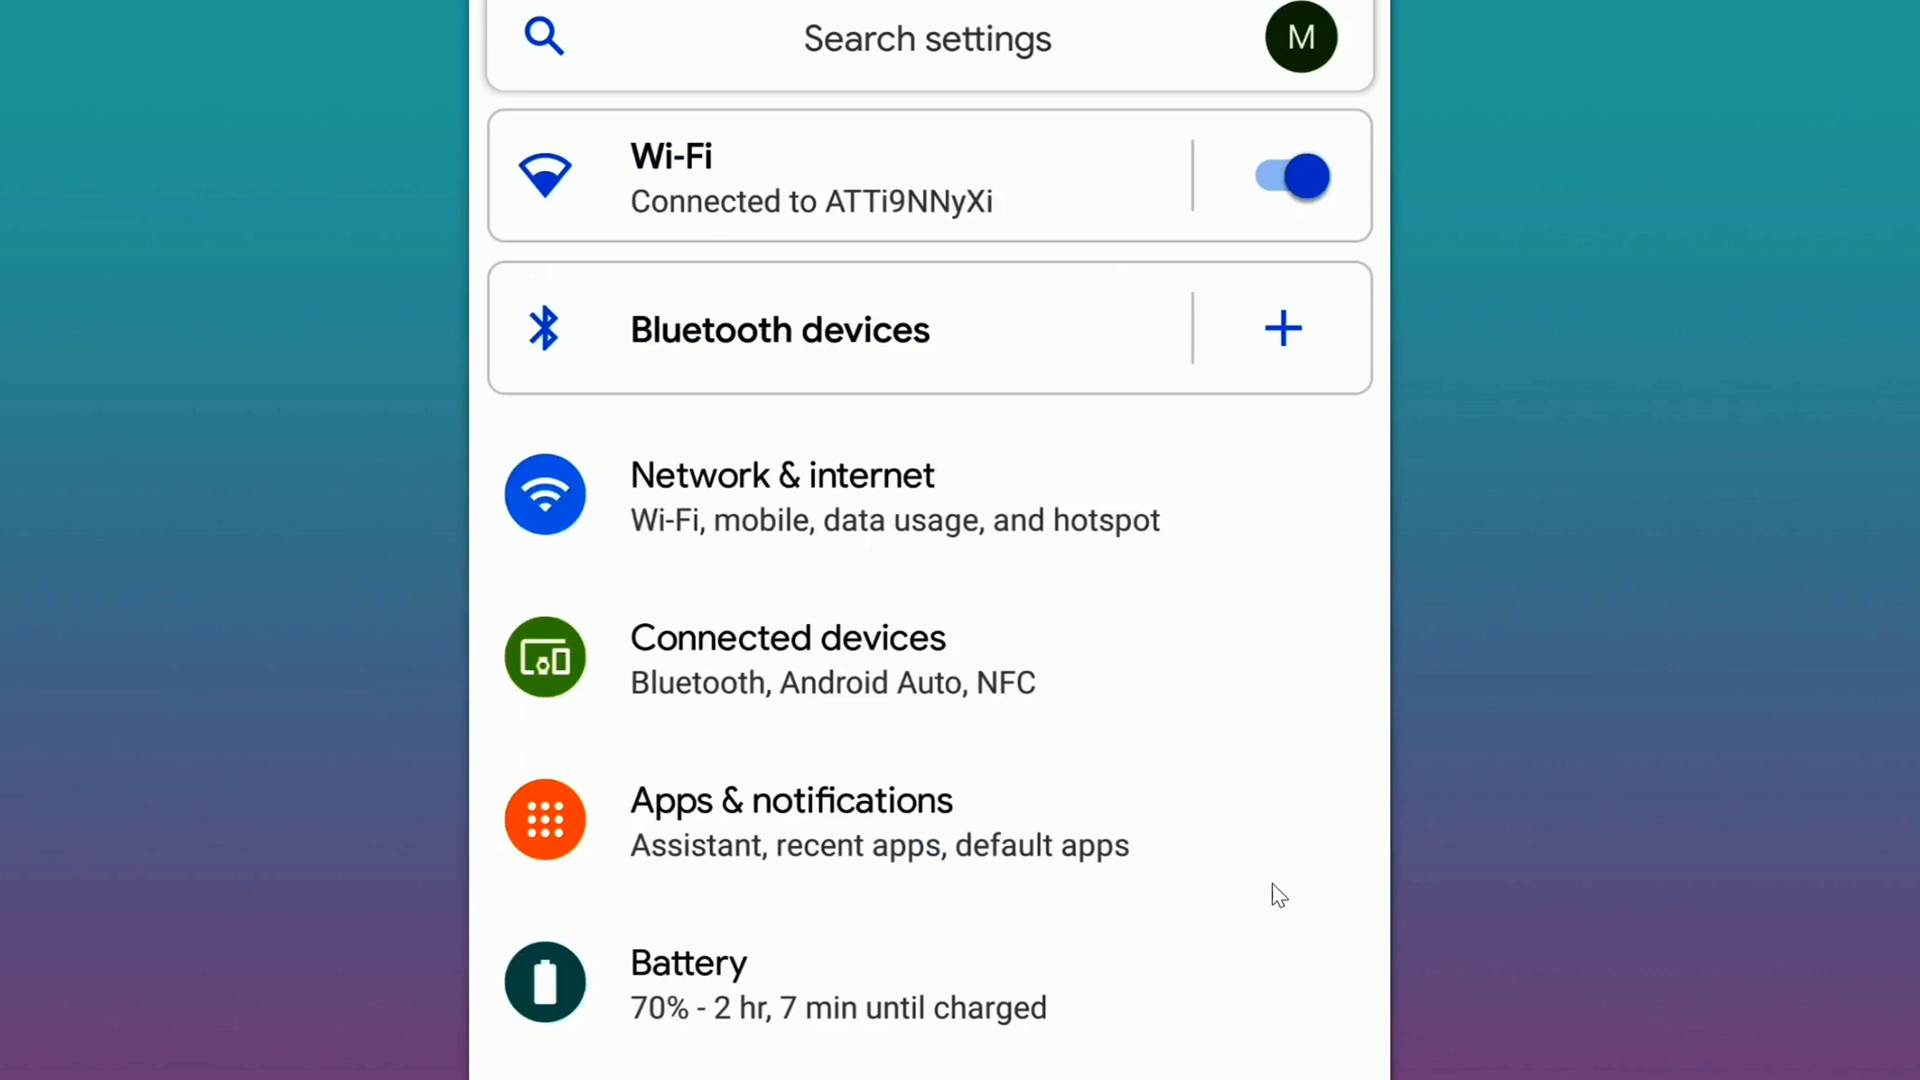 Search settings
M
Wi-Fi
Connected to ATTi9NNyXi
Bluetooth devices
Network & internet
Wi-Fi, mobile, data usage, and hotspot
Connected devices
Bluetooth, Android Auto, NFC
Apps & notifications
Assistant, recent apps, default apps
Battery
70% - 2 hr, 7 min until charged